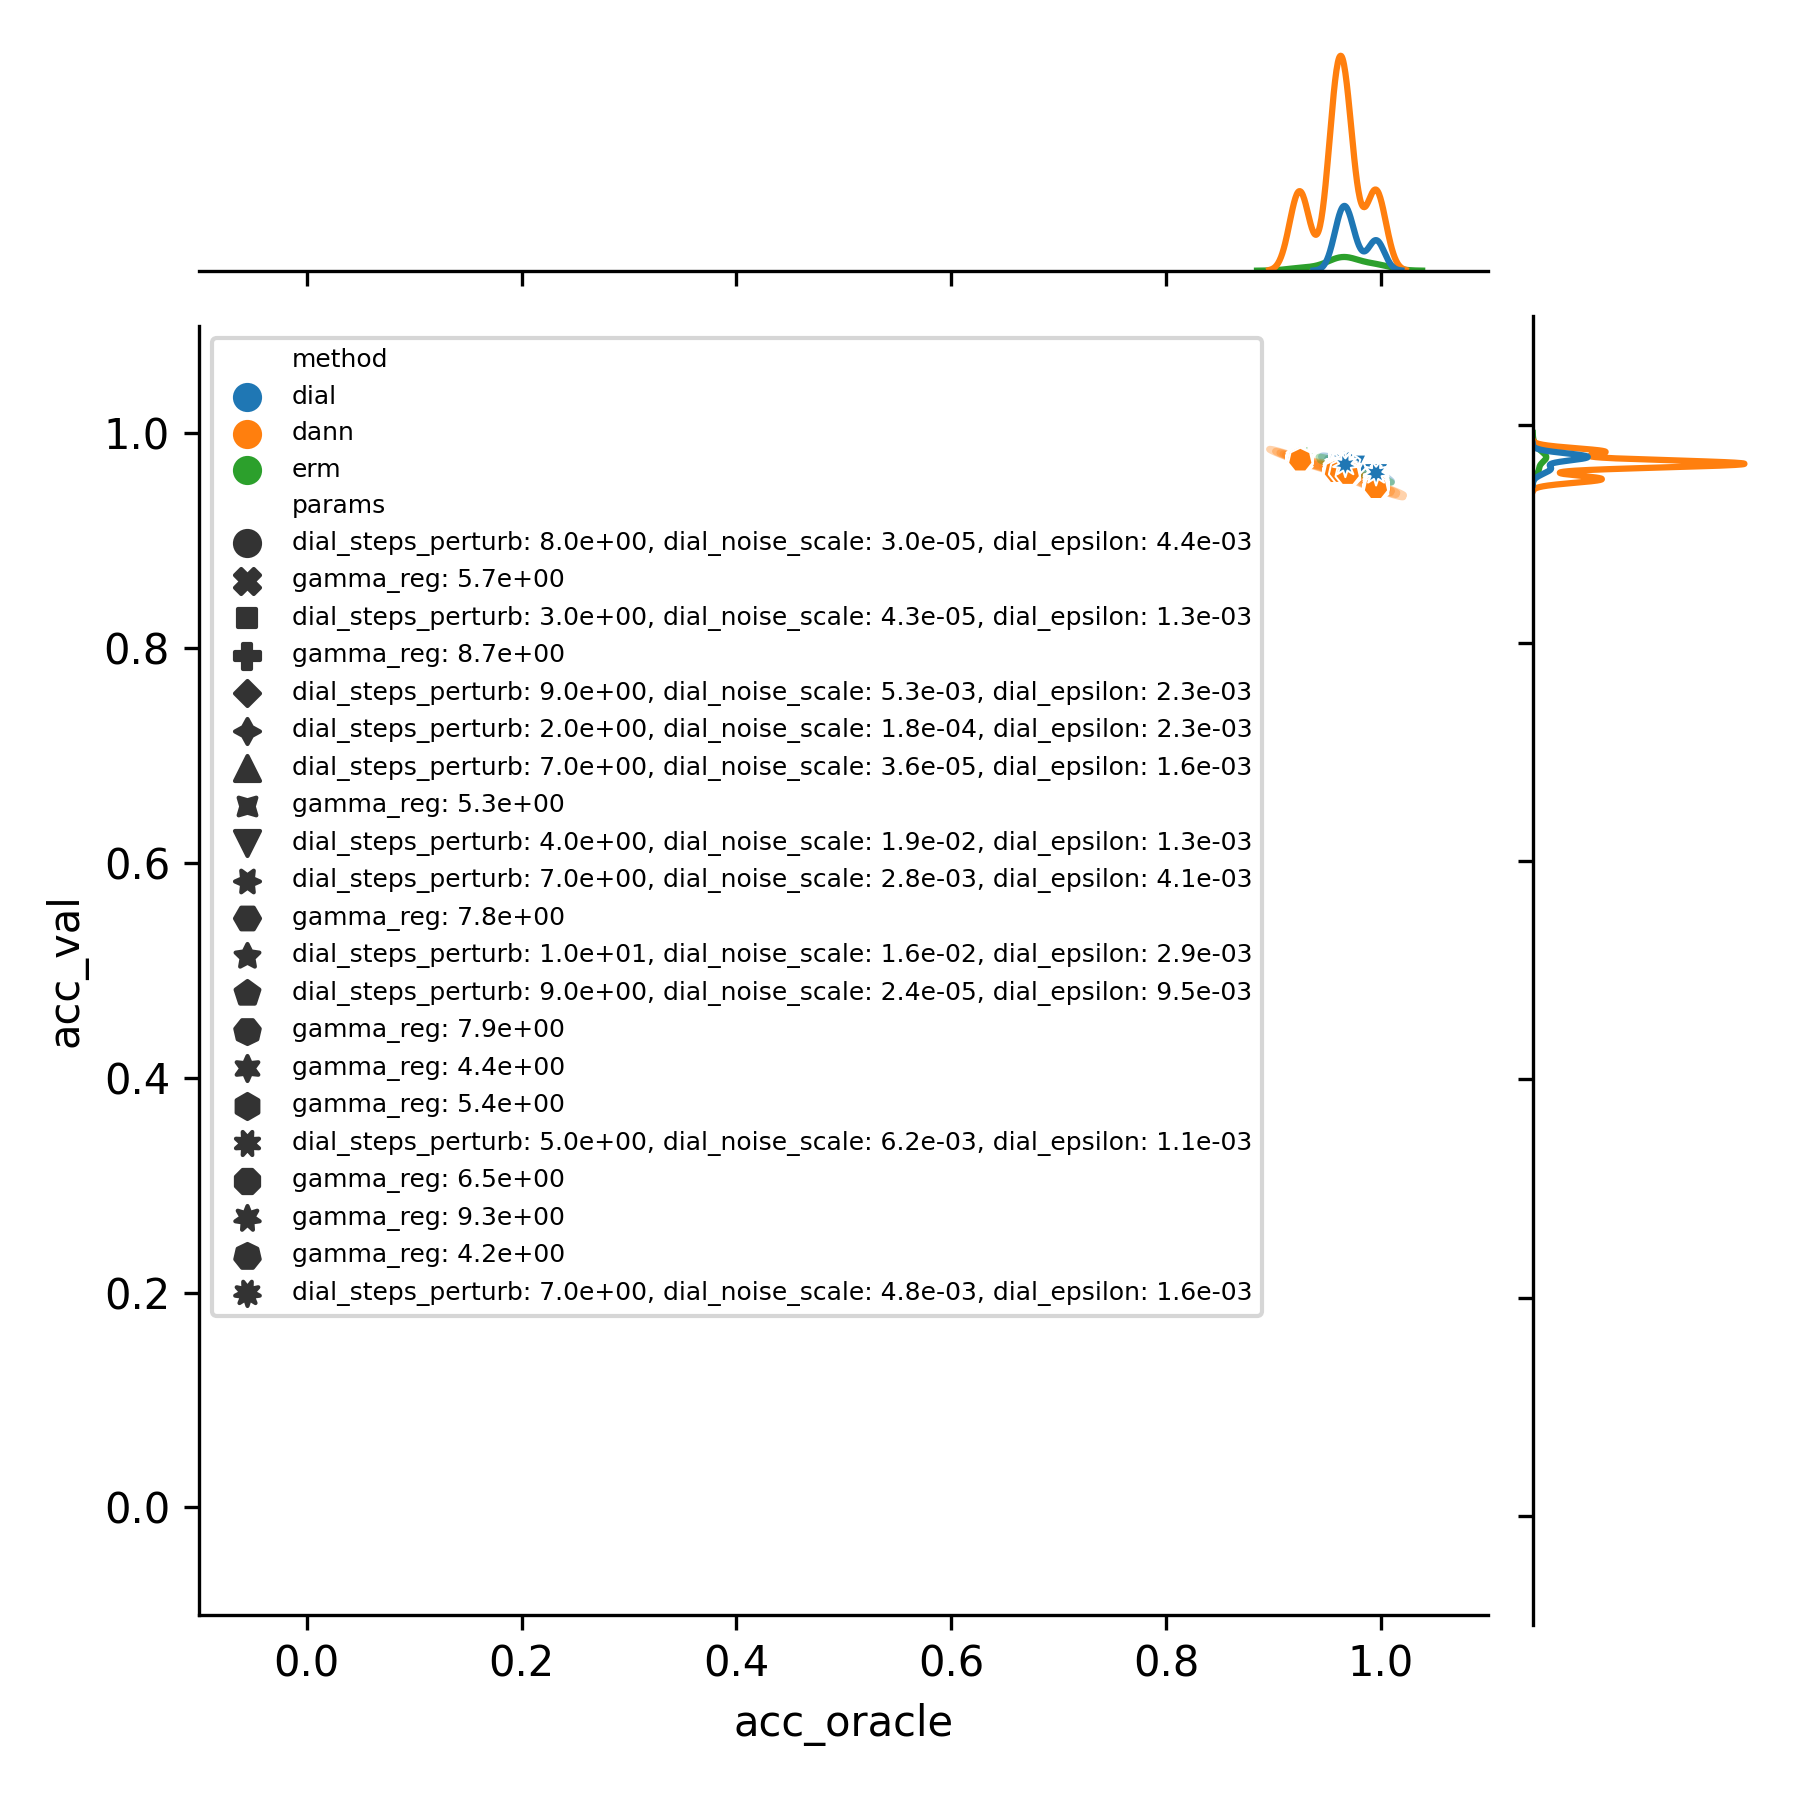 method
dial
dann
erm
params
dial_steps_perturb: 8.0e+00, dial_noise_scale: 3.0e-05, dial_epsilon: 4.4e-03
gamma_reg: 5.7e+00
dial_steps_perturb: 3.0e+00, dial_noise_scale: 4.3e-05, dial_epsilon: 1.3e-03
gamma_reg: 8.7e+00
dial_steps_perturb: 9.0e+00, dial_noise_scale: 5.3e-03, dial_epsilon: 2.3e-03
dial_steps_perturb: 2.0e+00, dial_noise_scale: 1.8e-04, dial_epsilon: 2.3e-03
dial_steps_perturb: 7.0e+00, dial_noise_scale: 3.6e-05, dial_epsilon: 1.6e-03
gamma_reg: 5.3e+00
dial_steps_perturb: 4.0e+00, dial_noise_scale: 1.9e-02, dial_epsilon: 1.3e-03
dial_steps_perturb: 7.0e+00, dial_noise_scale: 2.8e-03, dial_epsilon: 4.1e-03
gamma_reg: 7.8e+00
dial_steps_perturb: 1.0e+01, dial_noise_scale: 1.6e-02, dial_epsilon: 2.9e-03
dial_steps_perturb: 9.0e+00, dial_noise_scale: 2.4e-05, dial_epsilon: 9.5e-03
gamma_reg: 7.9e+00
gamma_reg: 4.4e+00
gamma_reg: 5.4e+00
dial_steps_perturb: 5.0e+00, dial_noise_scale: 6.2e-03, dial_epsilon: 1.1e-03
gamma_reg: 6.5e+00
gamma_reg: 9.3e+00
gamma_reg: 4.2e+00
dial_steps_perturb: 7.0e+00, dial_noise_scale: 4.8e-03, dial_epsilon: 1.6e-03
1.0
0.8
0.6
0.4
0.2
0.0
acc_val
0.0 0.2 0.4 0.6 0.8 1.0
acc_oracle